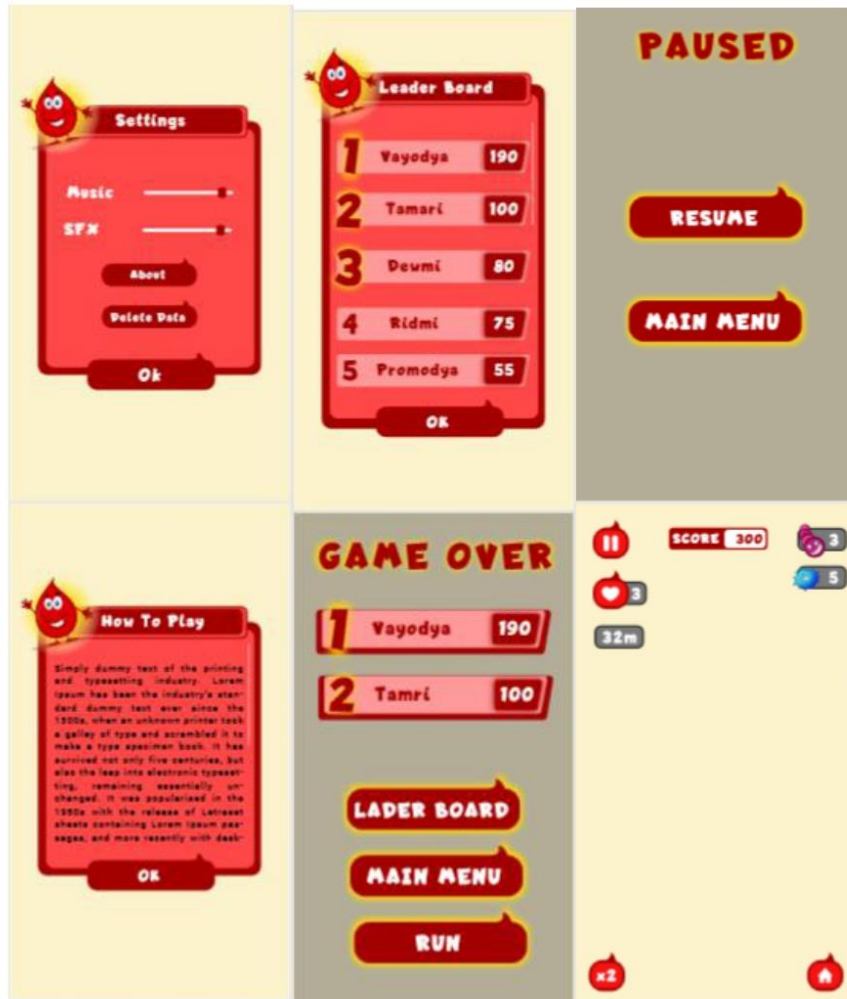 Settings
Music
SFX
About
Delete Data
Ok
Leader Board
1 Vayodya 190
2 Tamari 100
3 Dewmi 80
4 Ridmi 75
5 Promodya 55
OK
PAUSED
RESUME
MAIN MENU
How To Play
Simply dummy text of the printing
and typesetting industry. Lorem
Ipsum has been the industry's stan-
dard dummy text ever since the
1500s, when an unknown printer took
a galley of type and scrambled it to
make a type specimen book. It has
survived not only five centuries, but
also the leap into electronic typeset-
ting, remaining essentially un-
changed. It was popularised in the
1960s with the release of Letraset
sheets containing Lorem Ipsum pas-
sages, and more recently with desk-
OK
GAME OVER
1 Vayodya 190
2 Tamri 100
LADER BOARD
MAIN MENU
RUN
SCORE 300
3
3
5
32m
x2